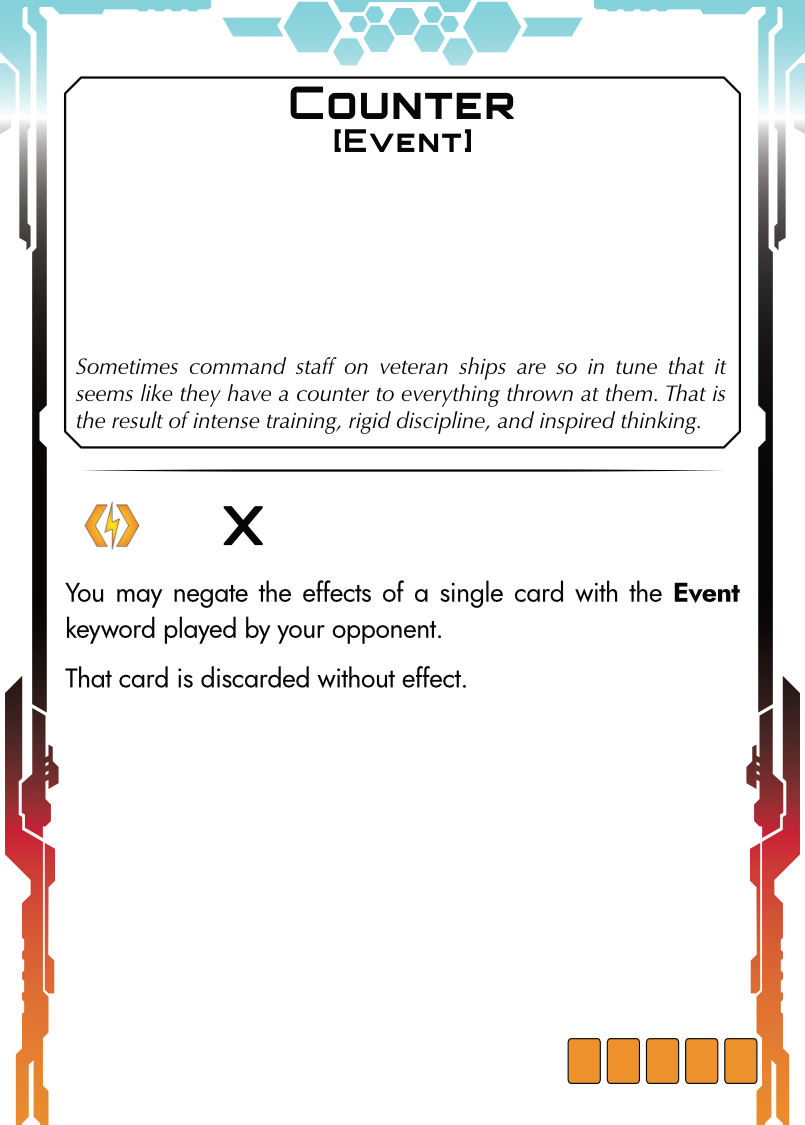 Counter
[Event]
Sometimes command staff on veteran ships are so in tune that it
seems like they have a counter to everything thrown at them. That is
the result of intense training, rigid discipline, and inspired thinking.
X
You may negate the effects of a single card with the Event
keyword played by your opponent.
That card is discarded without effect.